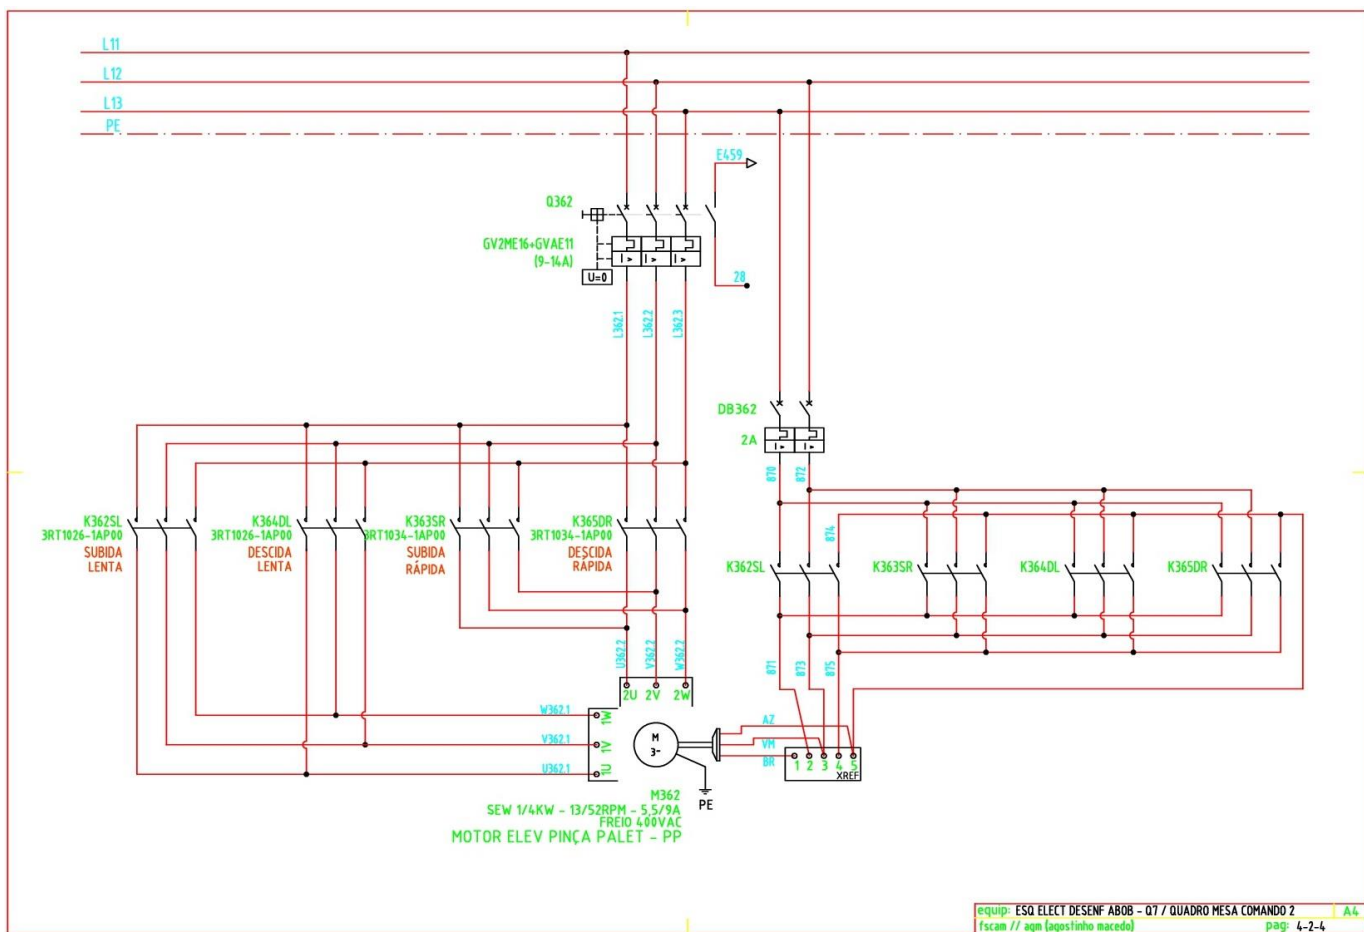 L11
L12
L13
PE
E459
Q362
GV2ME16+GVAE11
(9-14A)
I >
I >
I >
U=0
28
L362.1
L362.2
L362.3
DB362
2A
I >
I >
870
872
K362SL
3RT1026-1AP00
SUBIDA
LENTA
K364DL
3RT1026-1AP00
DESCIDA
LENTA
K363SR
3RT1034-1AP00
SUBIDA
RÁPIDA
K365DR
3RT1034-1AP00
DESCIDA
RÁPIDA
874
K362SL
K363SR
K364DL
K365DR
U362.2
V362.2
W362.2
871
873
875
2U 2V 2W
W362.1
1W
V362.1
1V
U362.1
1U
M
3~
AZ
VM
BR
1 2 3 4 5
XREF
PE
M362
SEW 1/4KW - 13/52RPM - 5,5/9A
FREIO 400VAC
MOTOR ELEV PINÇA PALET - PP
equip: ESQ ELECT DESENF ABOB - Q7 / QUADRO MESA COMANDO 2 A4
fscam // agm (agostinho macedo) pag: 4-2-4